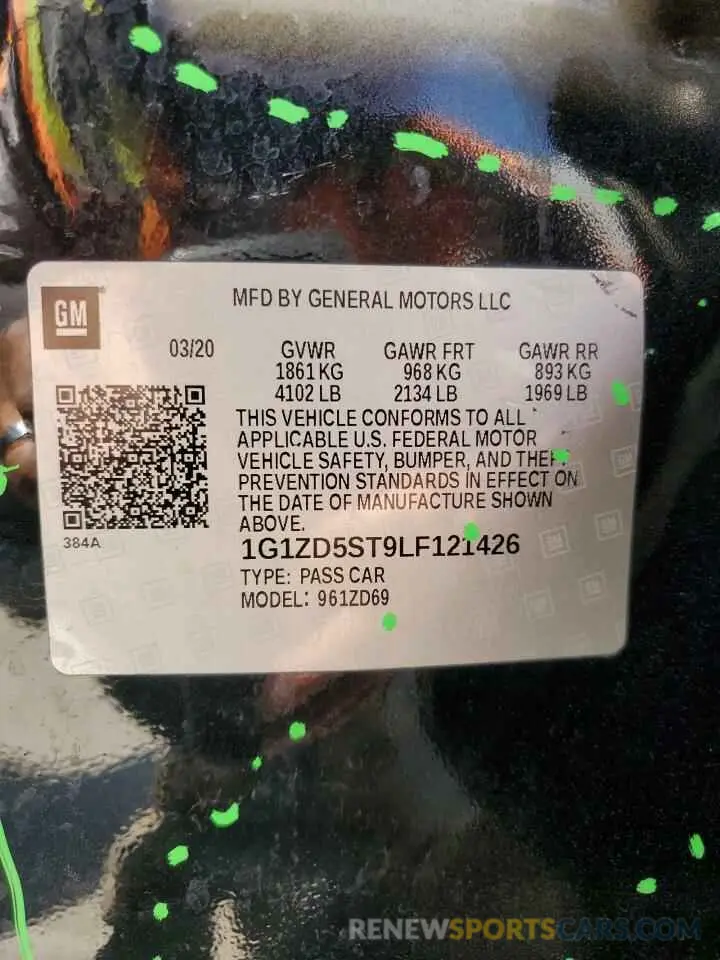 GM
MFD BY GENERAL MOTORS LLC
03/20 GVWR GAWR FRT GAWR RR
1861 KG 968 KG 893 KG
4102 LB 2134 LB 1969 LB
THIS VEHICLE CONFORMS TO ALL
APPLICABLE U.S. FEDERAL MOTOR
VEHICLE SAFETY, BUMPER, AND THEFT
PREVENTION STANDARDS IN EFFECT ON
THE DATE OF MANUFACTURE SHOWN
ABOVE.
384A
1G1ZD5ST9LF121426
TYPE: PASS CAR
MODEL: 961ZD69
RENEWSPORTSCARS.COM